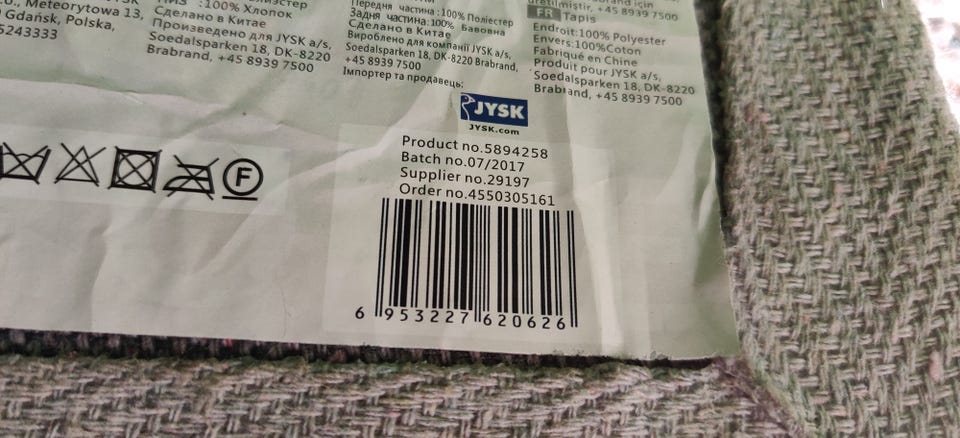 Meteorytowa 13,
Gdańsk, Polska,
5243333
:100% Хлопок
Сделано в Китае
Произведено для JYSK a/s,
Soedalsparken 18, DK-8220
Brabrand, +45 8939 7500
Передня частина:100% Поліестер
Задня частина:100% Бавовна
Сделано в Китае
Вироблено для компанії JYSK a/s,
Soedalsparken 18, DK-8220 Brabrand,
+45 8939 7500
Імпортер та продавець:
üretilmiştir, +45 8939 7500
FR Tapis
Endroit:100% Polyester
Envers:100%Coton
Fabriqué en Chine
Produit pour JYSK a/s,
Soedalsparken 18, DK-8220
Brabrand, +45 8939 7500
JYSK
JYSK.com
Product no.5894258
Batch no.07/2017
Supplier no.29197
Order no.4550305161
F
6 953227 620626